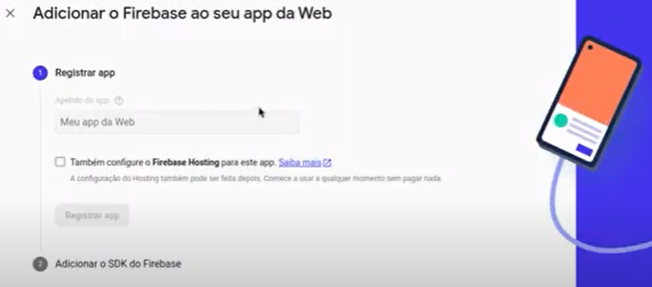 Adicionar o Firebase ao seu app da Web
1 Registrar app
Apelido do app
Meu app da Web
Também configure o Firebase Hosting para este app. Saiba mais
A configuração do Hosting também pode ser feita depois. Comece a usar a qualquer momento sem pagar nada.
Registrar app
2 Adicionar o SDK do Firebase